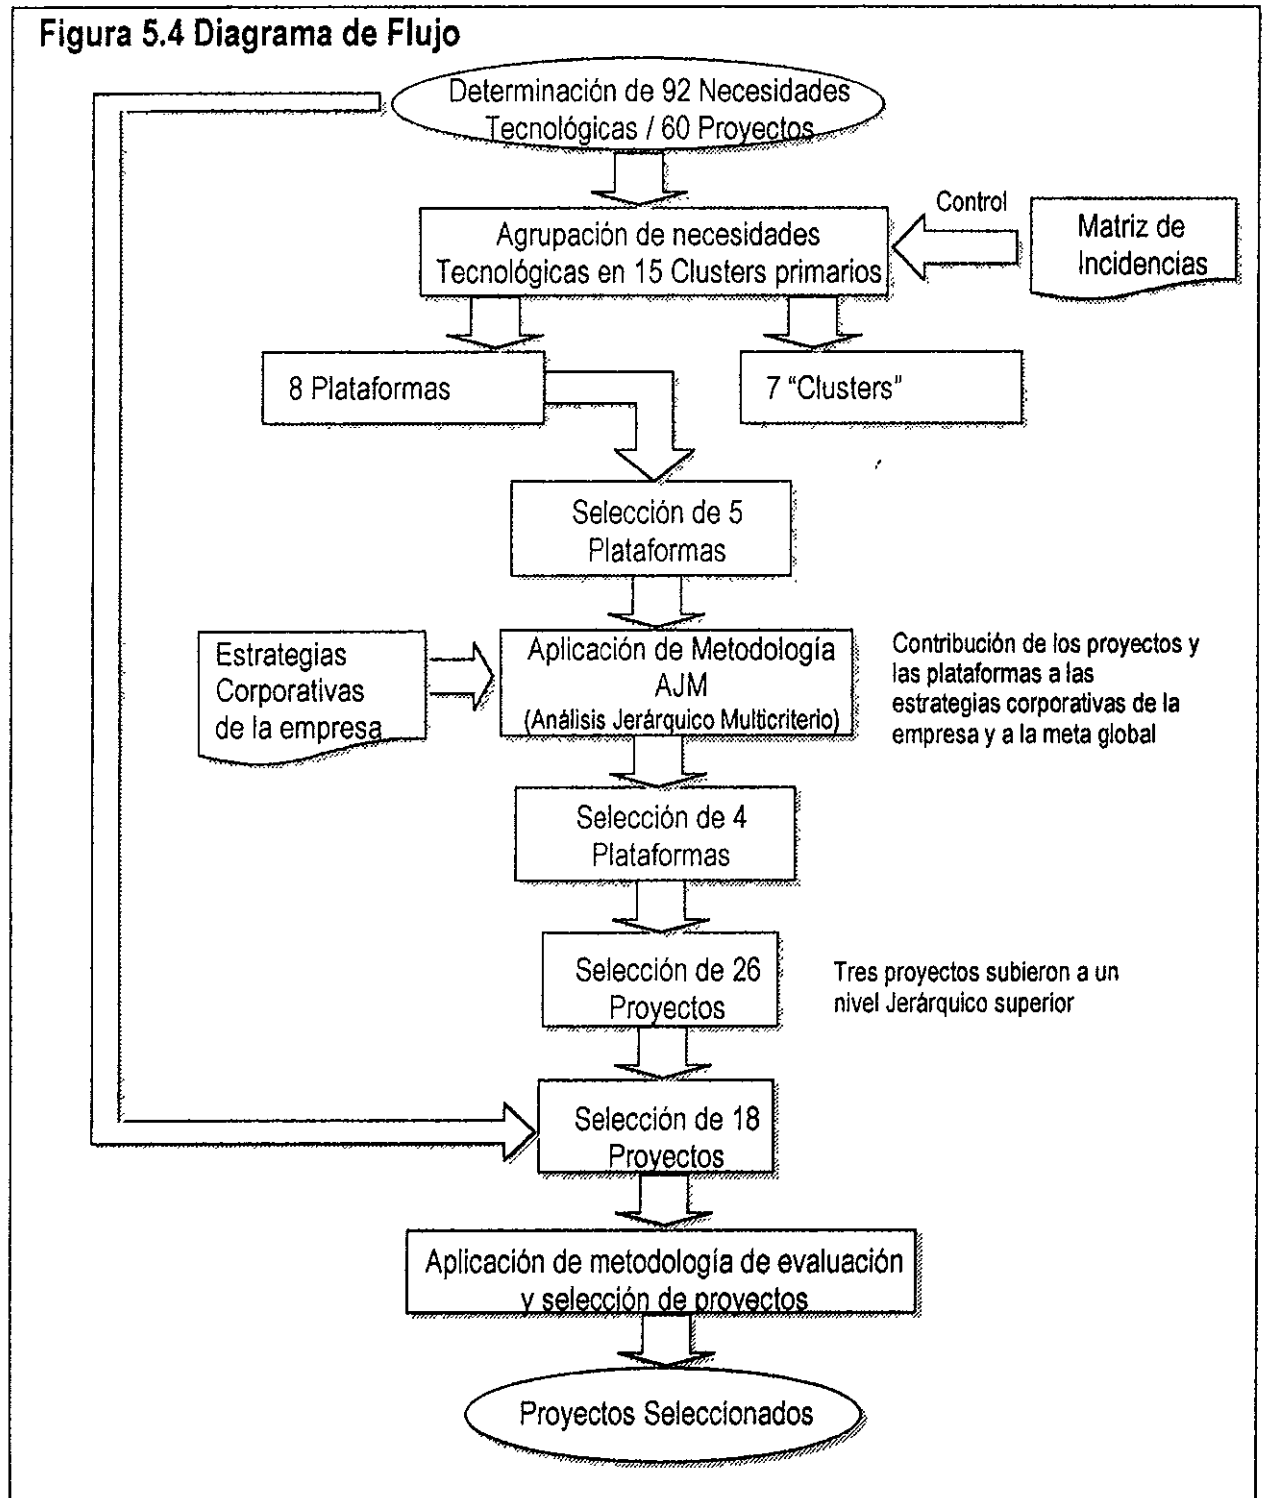 Figura 5.4 Diagrama de Flujo
Determinación de 92 Necesidades
Tecnológicas / 60 Proyectos
Control
Agrupación de necesidades
Tecnológicas en 15 Clusters primarios
Matriz de
Incidencias
8 Plataformas
7 “Clusters”
Selección de 5
Plataformas
Estrategias
Corporativas
de la empresa
Aplicación de Metodología
AJM
(Análisis Jerárquico Multicriterio)
Contribución de los proyectos y
las plataformas a las
estrategias corporativas de la
empresa y a la meta global
Selección de 4
Plataformas
Selección de 26
Proyectos
Tres proyectos subieron a un
nivel Jerárquico superior
Selección de 18
Proyectos
Aplicación de metodología de evaluación
y selección de proyectos
Proyectos Seleccionados